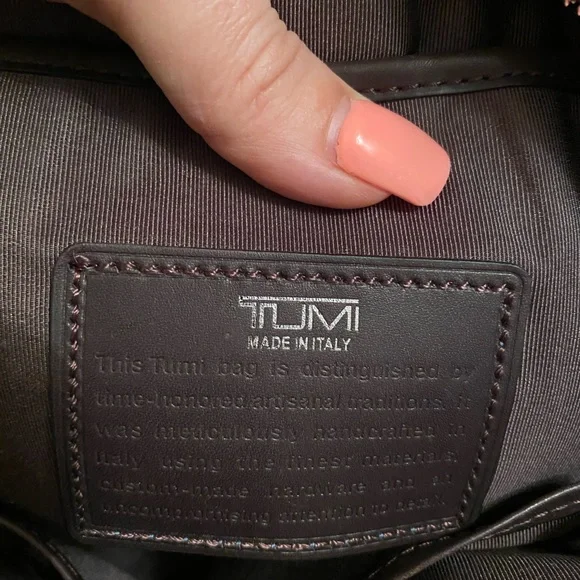 TUMI
MADE IN ITALY
This Tumi bag is distinguished by
time-honored artisanal traditions. It
was meticulously handcrafted in
Italy using the finest materials,
custom-made hardware and an
uncompromising attention to detail.